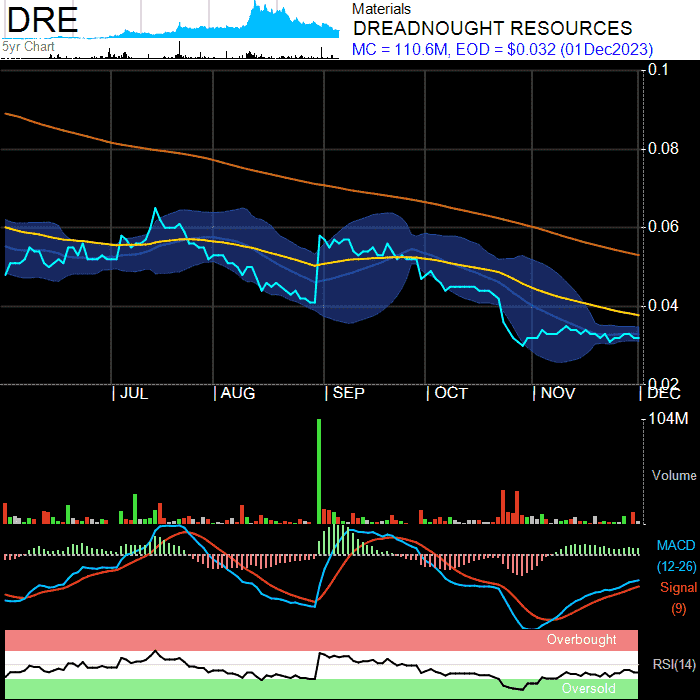 DRE
5yr Chart
Materials
DREADNOUGHT RESOURCES
MC = 110.6M, EOD = $0.032 (01Dec2023)
0.1
0.08
0.06
0.04
0.02
JUL AUG SEP OCT NOV DEC
104M
Volume
MACD
(12-26)
Signal
(9)
Overbought
RSI(14)
Oversold